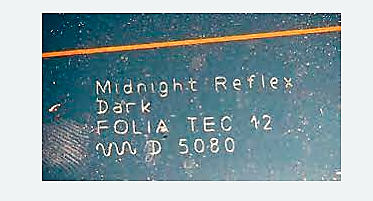 Midnight Reflex
Dark
FOLIA TEC 12
D 5080